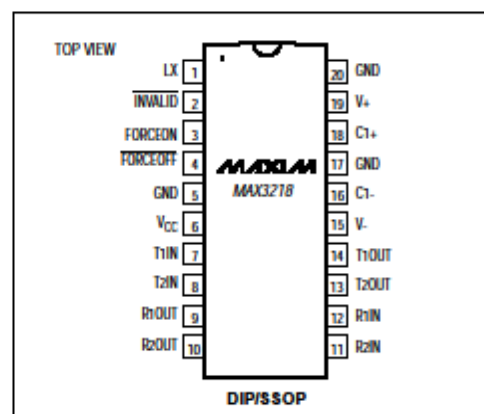 TOP VIEW
LX 1
INVALID 2
FORCEON 3
FORCEOFF 4
GND 5
VCC 6
T1IN 7
T2IN 8
R1OUT 9
R2OUT 10
MAXIM
MAX3218
20 GND
19 V+
18 C1+
17 GND
16 C1-
15 V-
14 T1OUT
13 T2OUT
12 R1IN
11 R2IN
DIP/SSOP